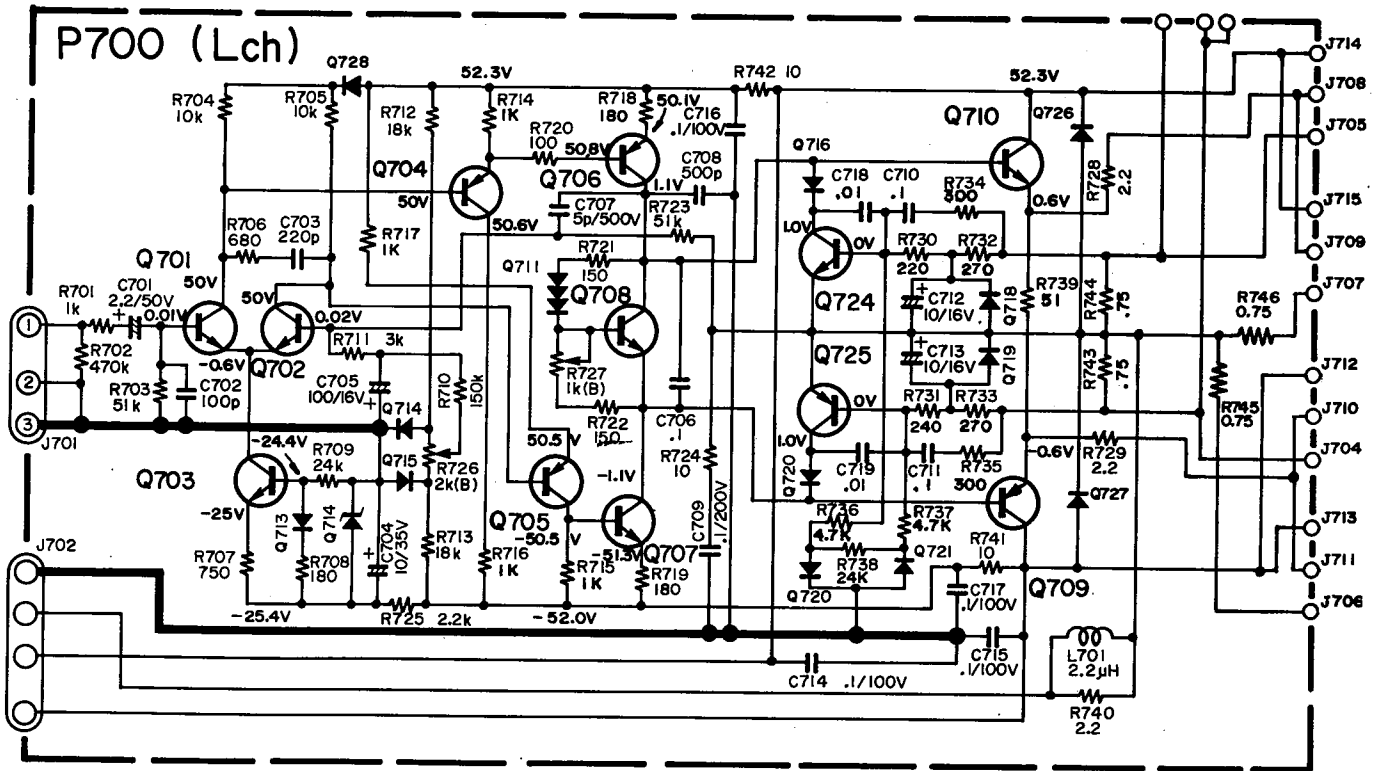 P700 (Lch)
J714
Q728
52.3V
R742 10
52.3V
J708
R704
10k
R705
10k
R712
18k
R714
1K
R718
180
50.1V
C716
.1/100V
Q710
Q726
J705
R720
100
50.8V
Q704
Q706
C708
500p
Q716
C718
.01
C710
.1
R734
300
R728
2.2
50V
1.1V
0.6V
J715
C707
5p/500V
R723
51k
50.6V
R706
680
C703
220p
R717
1K
1.0V
0V
R730
220
R732
270
J709
Q701
R721
150
Q711
Q708
Q724
C712
10/16V
Q718
R739
51
R744
.75
J707
R701
1k
C701
2.2/50V
+
0.01V
50V
50V
0.02V
R746
0.75
1
R702
470k
-0.6V
Q702
R711
3k
R710
150k
R727
1k(B)
Q725
C713
10/16V
Q719
R743
.75
J712
2
R703
51k
C702
100p
C705
100/16V
+
Q714
R722
150
C706
.1
0V
R731
240
R733
270
R745
0.75
J710
3
J701
-24.4V
R709
24k
Q715
R726
2k(B)
50.5 V
-1.1V
R724
10
1.0V
Q720
C719
.01
C711
.1
R735
300
-0.6V
R729
2.2
J704
Q703
-25V
Q713
Q714
C704
10/35V
+
R713
18k
Q705
-50.5 V
-51.3V
Q707
C709
.1/200V
R736
4.7K
R737
4.7K
Q727
J713
J702
R707
750
R708
180
R716
1K
R715
1K
R719
180
R738
24K
Q721
Q720
R741
10
C717
.1/100V
Q709
J711
-25.4V
R725
2.2k
-52.0V
J706
C715
.1/100V
C714
.1/100V
L701
2.2μH
R740
2.2